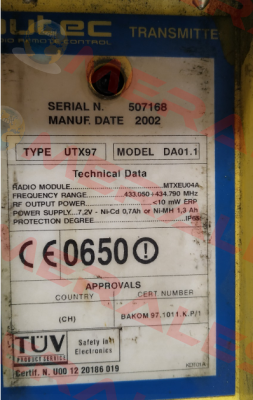 autec
RADIO REMOTE CONTROL
TRANSMITTER
SERIAL N. 507168
MANUF. DATE 2002
TYPE UTX97 MODEL DA01.1
Technical Data
RADIO MODULE MTXEU04A
FREQUENCY RANGE 433.050÷434.790 MHz
RF OUTPUT POWER <10 mW ERP
POWER SUPPLY 7,2V - Ni-Cd 0,7Ah or Ni-MH 1,3 Ah
PROTECTION DEGREE IP65
CE0650
APPROVALS
COUNTRY CERT NUMBER
(CH) BAKOM 97.1011.K.P/1
TÜV
PRODUCT SERVICE
Safety in
Electronics
Certif. N. U00 12 20186 019